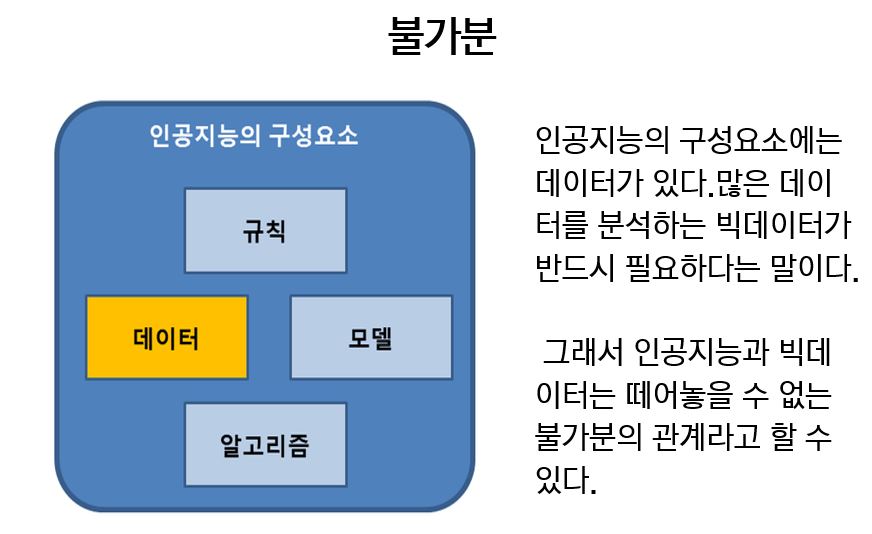 불가분
인공지능의 구성요소
규칙
데이터
모델
알고리즘
인공지능의 구성요소에는
데이터가 있다.많은 데이
터를 분석하는 빅데이터가
반드시 필요하다는 말이다.
그래서 인공지능과 빅데
이터는 떼어놓을 수 없는
불가분의 관계라고 할 수
있다.